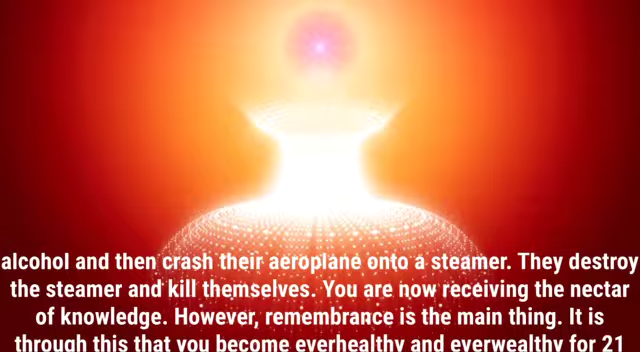 alcohol and then crash their aeroplane onto a steamer. They destroy
the steamer and kill themselves. You are now receiving the nectar
of knowledge. However, remembrance is the main thing. It is
through this that you become everhealthy and everwealthy for 21